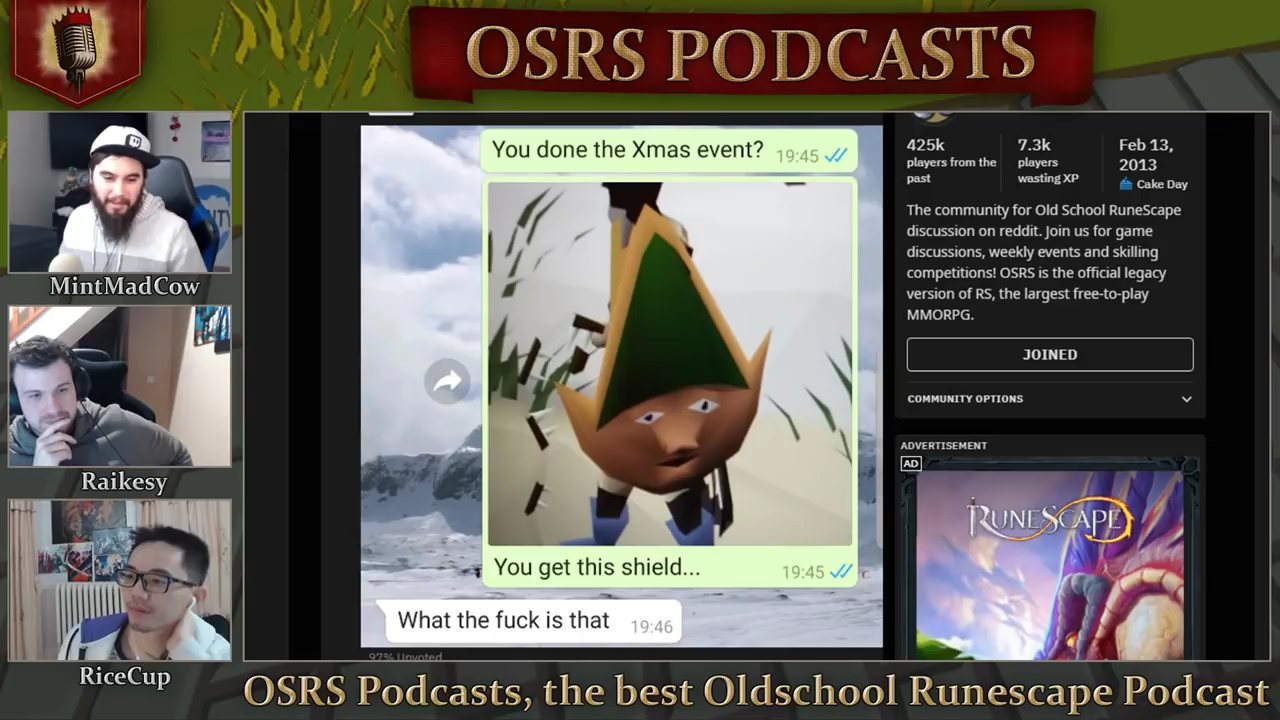 OSRS PODCASTS
MintMadCow
Raikesy
RiceCup
You done the Xmas event? 19:45
You get this shield... 19:45
What the fuck is that 19:46
97% Upvoted
425k
players from the
past
7.3k
players
wasting XP
Feb 13,
2013
Cake Day
The community for Old School RuneScape
discussion on reddit. Join us for game
discussions, weekly events and skilling
competitions! OSRS is the official legacy
version of RS, the largest free-to-play
MMORPG.
JOINED
COMMUNITY OPTIONS
ADVERTISEMENT
AD
RUNESCAPE
OSRS Podcasts, the best Oldschool Runescape Podcast